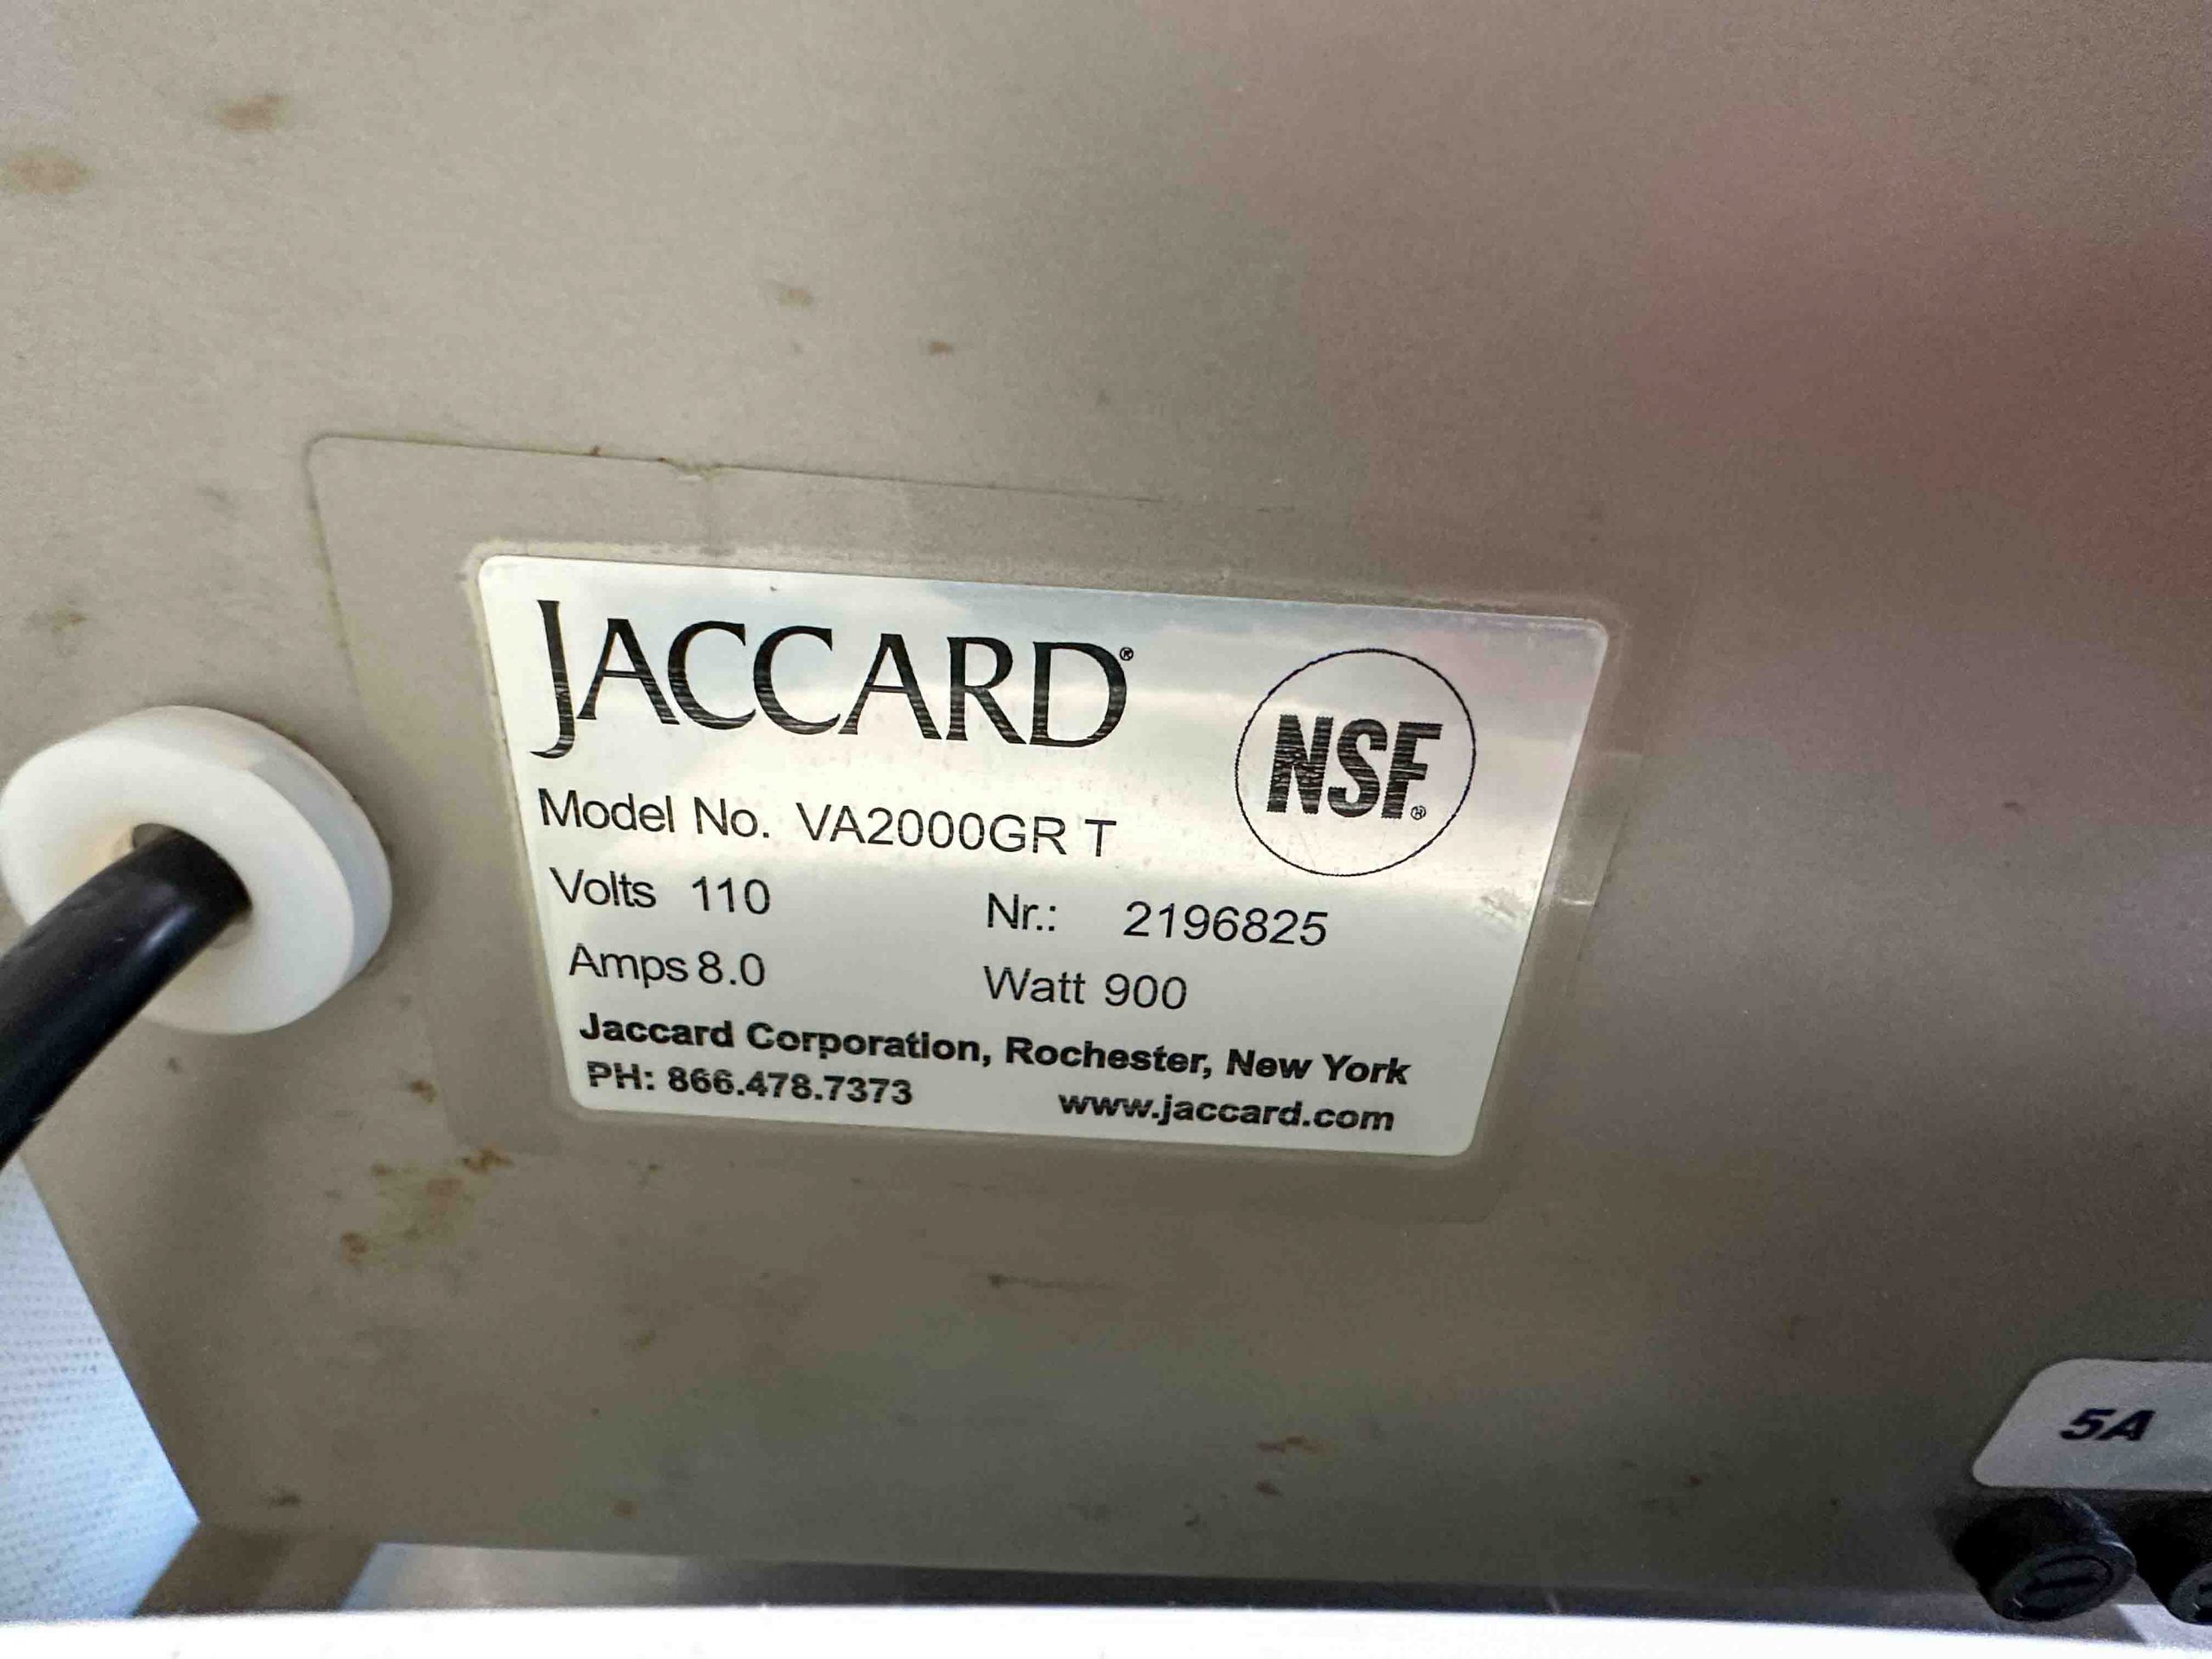 JACCARD®
NSF®
Model No. VA2000GR T
Volts 110 Nr.: 2196825
Amps 8.0 Watt 900
Jaccard Corporation, Rochester, New York
PH: 866.478.7373 www.jaccard.com
5A